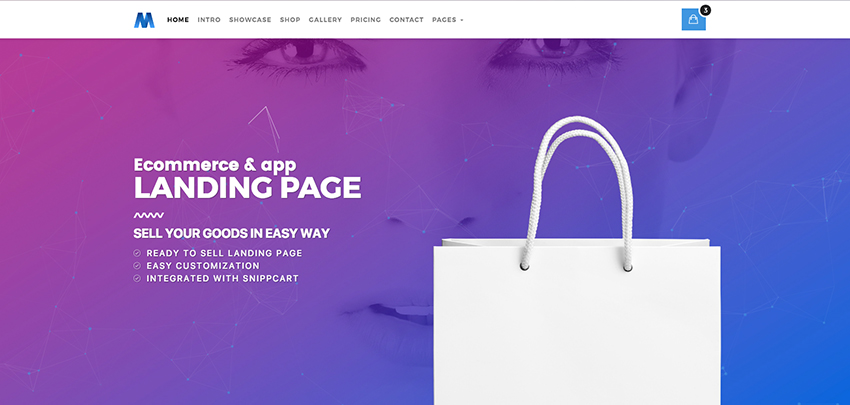 M HOME INTRO SHOWCASE SHOP GALLERY PRICING CONTACT PAGES 3
Ecommerce & app
LANDING PAGE
SELL YOUR GOODS IN EASY WAY
READY TO SELL LANDING PAGE
EASY CUSTOMIZATION
INTEGRATED WITH SNIPPCART